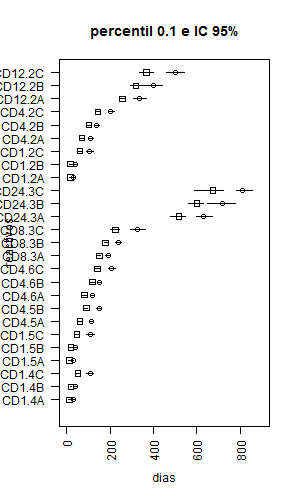 percentil 0.1 e IC 95%
CD12.2C
CD12.2B
CD12.2A
CD4.2C
CD4.2B
CD4.2A
CD1.2C
CD1.2B
CD1.2A
CD24.3C
CD24.3B
CD24.3A
CD8.3C
CD8.3B
CD8.3A
CD4.6C
CD4.6B
CD4.6A
CD4.5B
CD4.5A
CD1.5C
CD1.5B
CD1.5A
CD1.4C
CD1.4B
CD1.4A
0 200 400 600 800
dias